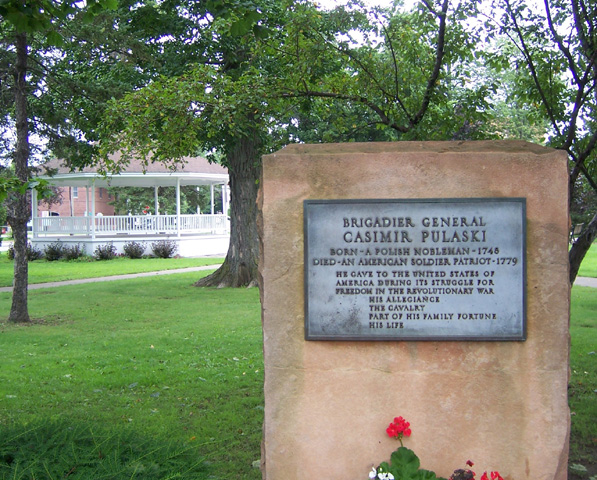 BRIGADIER GENERAL
CASIMIR PULASKI
BORN-A POLISH NOBLEMAN-1748
DIED-AN AMERICAN SOLDIER PATRIOT-1779
HE GAVE TO THE UNITED STATES OF
AMERICA DURING ITS STRUGGLE FOR
FREEDOM IN THE REVOLUTIONARY WAR
HIS ALLEGIANCE
THE CAVALRY
PART OF HIS FAMILY FORTUNE
HIS LIFE